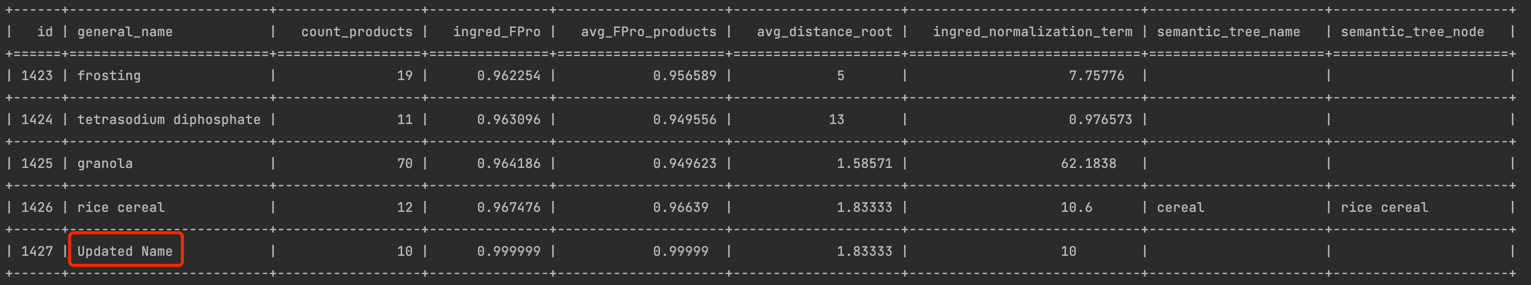 id | general_name | count_products | ingred_FPro | avg_FPro_products | avg_distance_root | ingred_normalization_term | semantic_tree_name | semantic_tree_node
1423 | frosting | 19 | 0.962254 | 0.956589 | 5 | 7.75776 | |
1424 | tetrasodium diphosphate | 11 | 0.963096 | 0.949556 | 13 | 0.976573 | |
1425 | granola | 70 | 0.964186 | 0.949623 | 1.58571 | 62.1838 | |
1426 | rice cereal | 12 | 0.967476 | 0.96639 | 1.83333 | 10.6 | cereal | rice cereal
1427 | Updated Name | 10 | 0.999999 | 0.99999 | 1.83333 | 10 | |